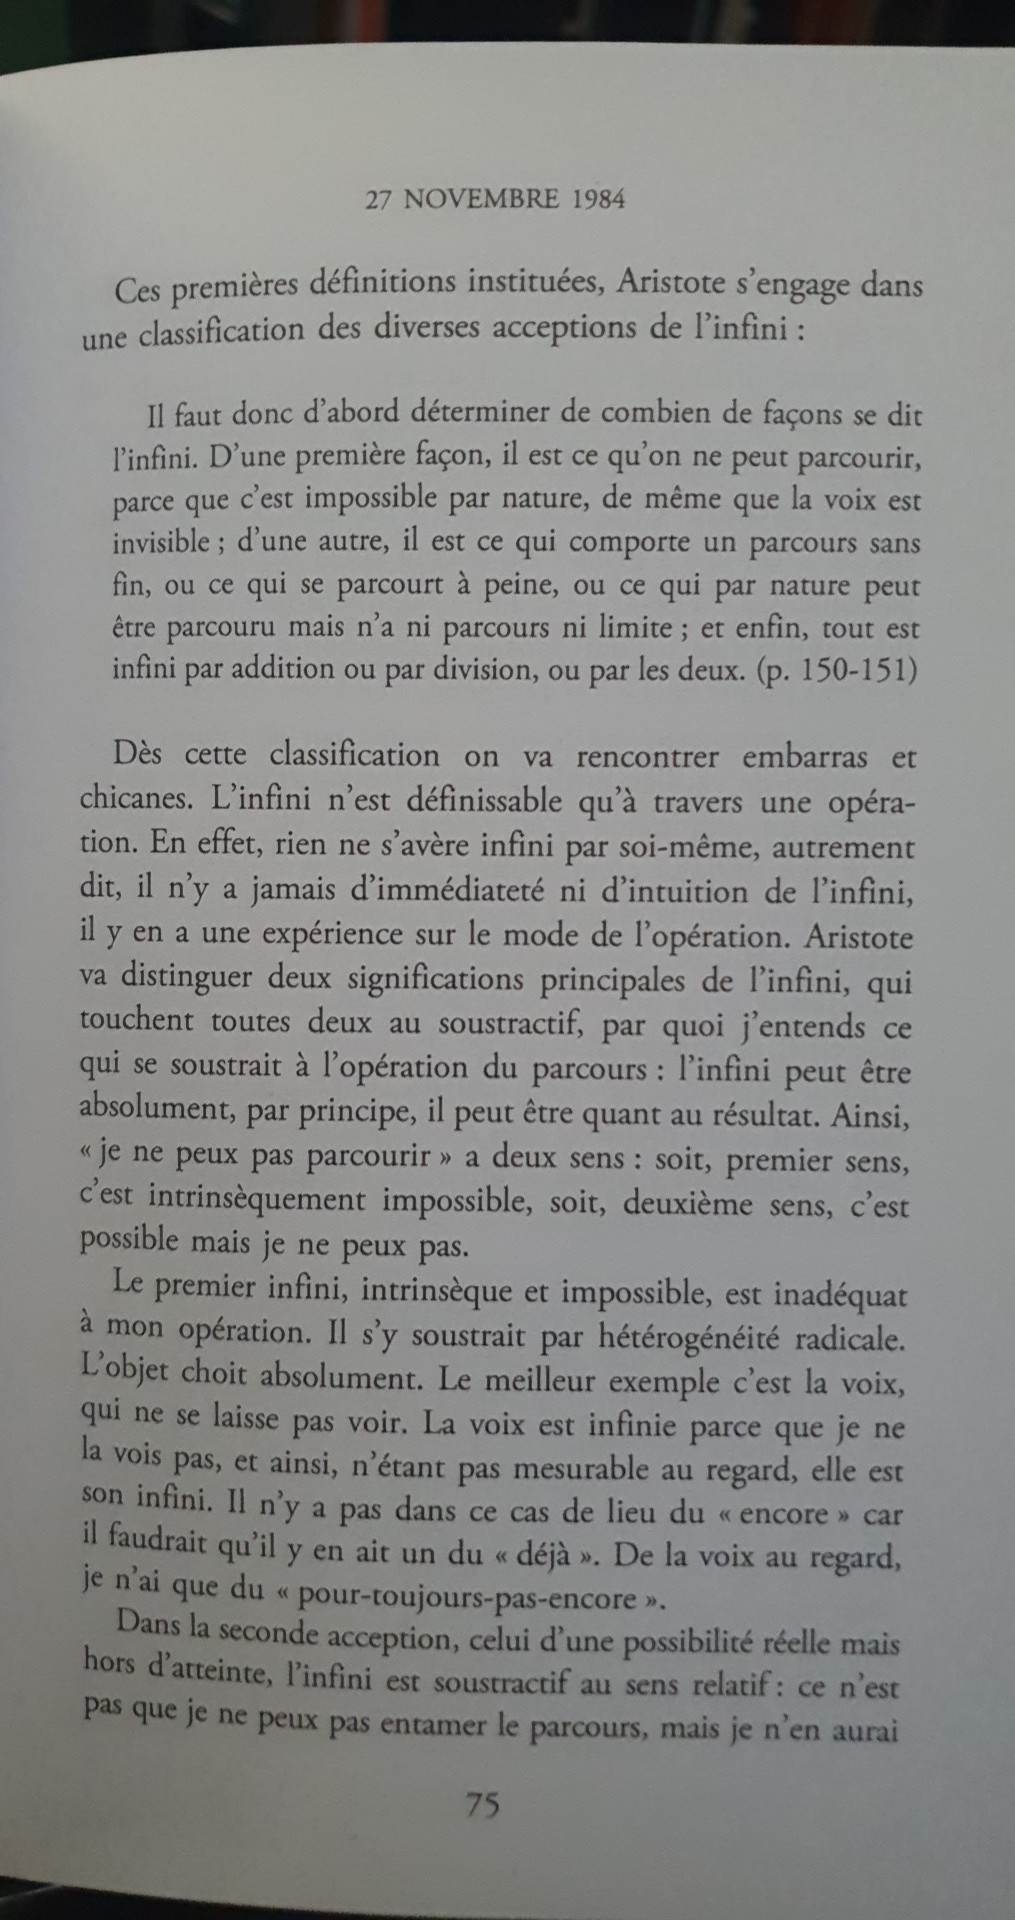 27 NOVEMBRE 1984
Ces premières définitions instituées, Aristote s'engage dans
une classification des diverses acceptions de l'infini :
Il faut donc d'abord déterminer de combien de façons se dit
l'infini. D'une première façon, il est ce qu'on ne peut parcourir,
parce que c'est impossible par nature, de même que la voix est
invisible ; d'une autre, il est ce qui comporte un parcours sans
fin, ou ce qui se parcourt à peine, ou ce qui par nature peut
être parcouru mais n'a ni parcours ni limite ; et enfin, tout est
infini par addition ou par division, ou par les deux. (p. 150-151)
Dès cette classification on va rencontrer embarras et
chicanes. L'infini n'est définissable qu'à travers une opéra-
tion. En effet, rien ne s'avère infini par soi-même, autrement
dit, il n'y a jamais d'immédiateté ni d'intuition de l'infini,
il y en a une expérience sur le mode de l'opération. Aristote
va distinguer deux significations principales de l'infini, qui
touchent toutes deux au soustractif, par quoi j'entends ce
qui se soustrait à l'opération du parcours : l'infini peut être
absolument, par principe, il peut être quant au résultat. Ainsi,
« je ne peux pas parcourir » a deux sens : soit, premier sens,
c'est intrinsèquement impossible, soit, deuxième sens, c'est
possible mais je ne peux pas.
Le premier infini, intrinsèque et impossible, est inadéquat
à mon opération. Il s'y soustrait par hétérogénéité radicale.
L'objet choit absolument. Le meilleur exemple c'est la voix,
qui ne se laisse pas voir. La voix est infinie parce que je ne
la vois pas, et ainsi, n'étant pas mesurable au regard, elle est
son infini. Il n'y a pas dans ce cas de lieu du « encore » car
il faudrait qu'il y en ait un du « déjà ». De la voix au regard,
je n'ai que du « pour-toujours-pas-encore ».
Dans la seconde acception, celui d'une possibilité réelle mais
hors d'atteinte, l'infini est soustractif au sens relatif : ce n'est
pas que je ne peux pas entamer le parcours, mais je n'en aurai
75